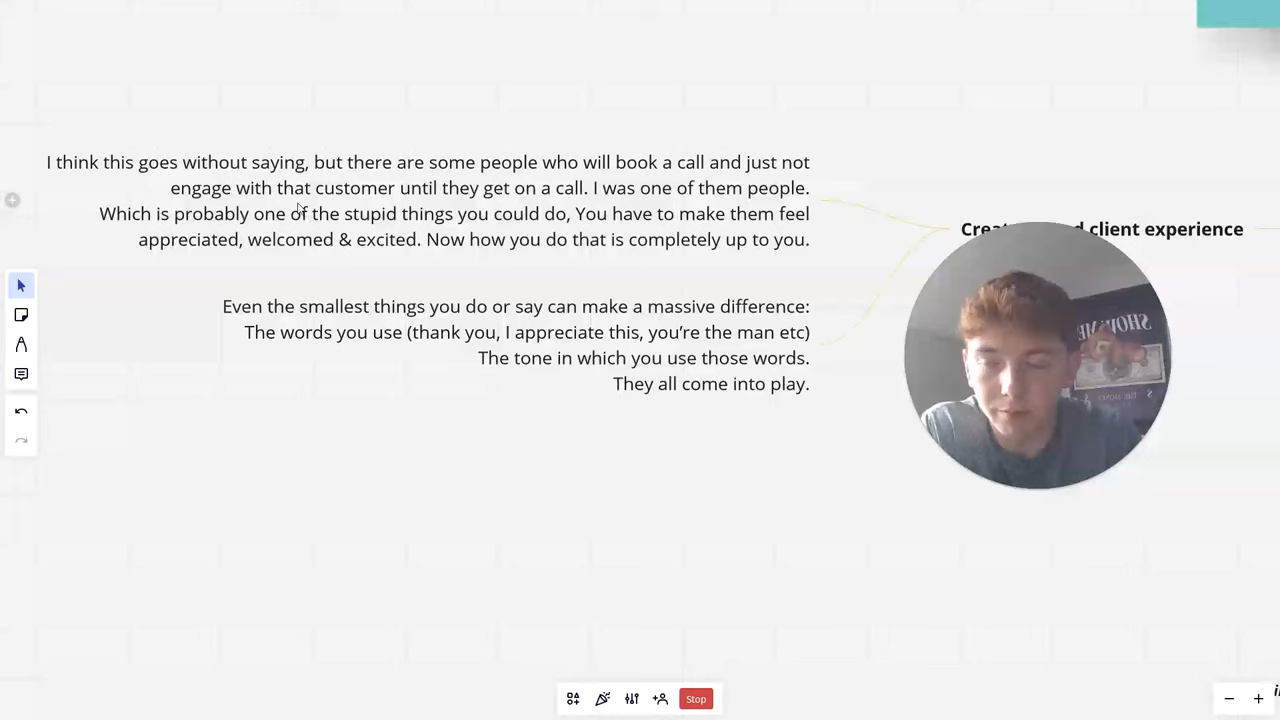 I think this goes without saying, but there are some people who will book a call and just not
engage with that customer until they get on a call. I was one of them people.
Which is probably one of the stupid things you could do, You have to make them feel
appreciated, welcomed & excited. Now how you do that is completely up to you.
client experience
Even the smallest things you do or say can make a massive difference:
The words you use (thank you, I appreciate this, you're the man etc)
The tone in which you use those words.
They all come into play.
Stop